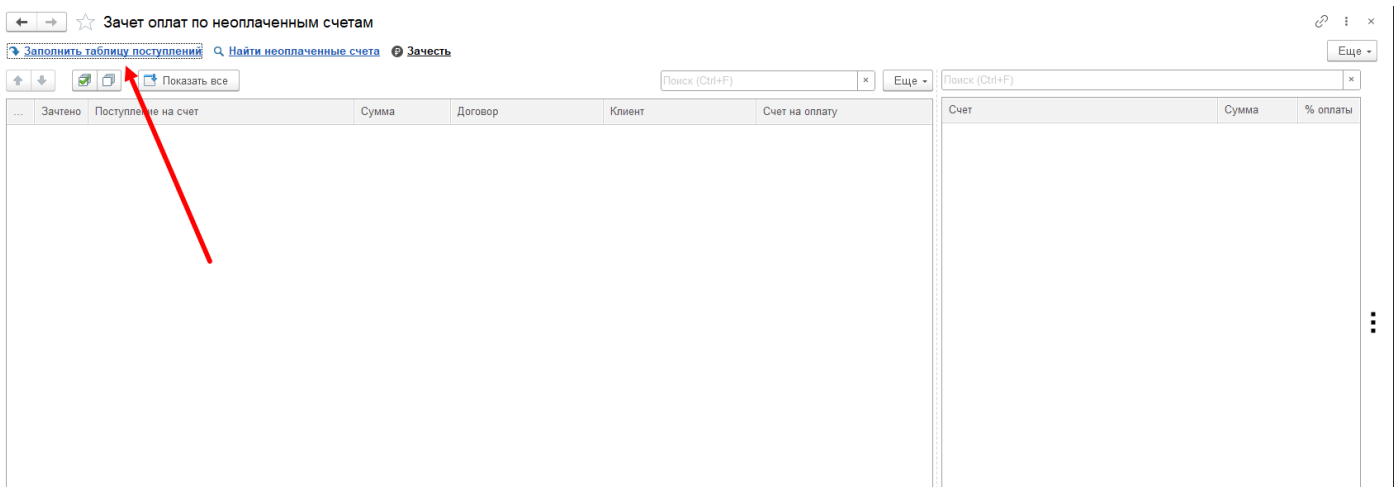 Зачет оплат по неоплаченным счетам
Заполнить таблицу поступлений Найти неоплаченные счета Зачесть
Еще
Показать все
Поиск (Ctrl+F)
Еще
Поиск (Ctrl+F)
... Зачтено Поступление на счет Сумма Договор Клиент Счет на оплату
Счет Сумма % оплаты